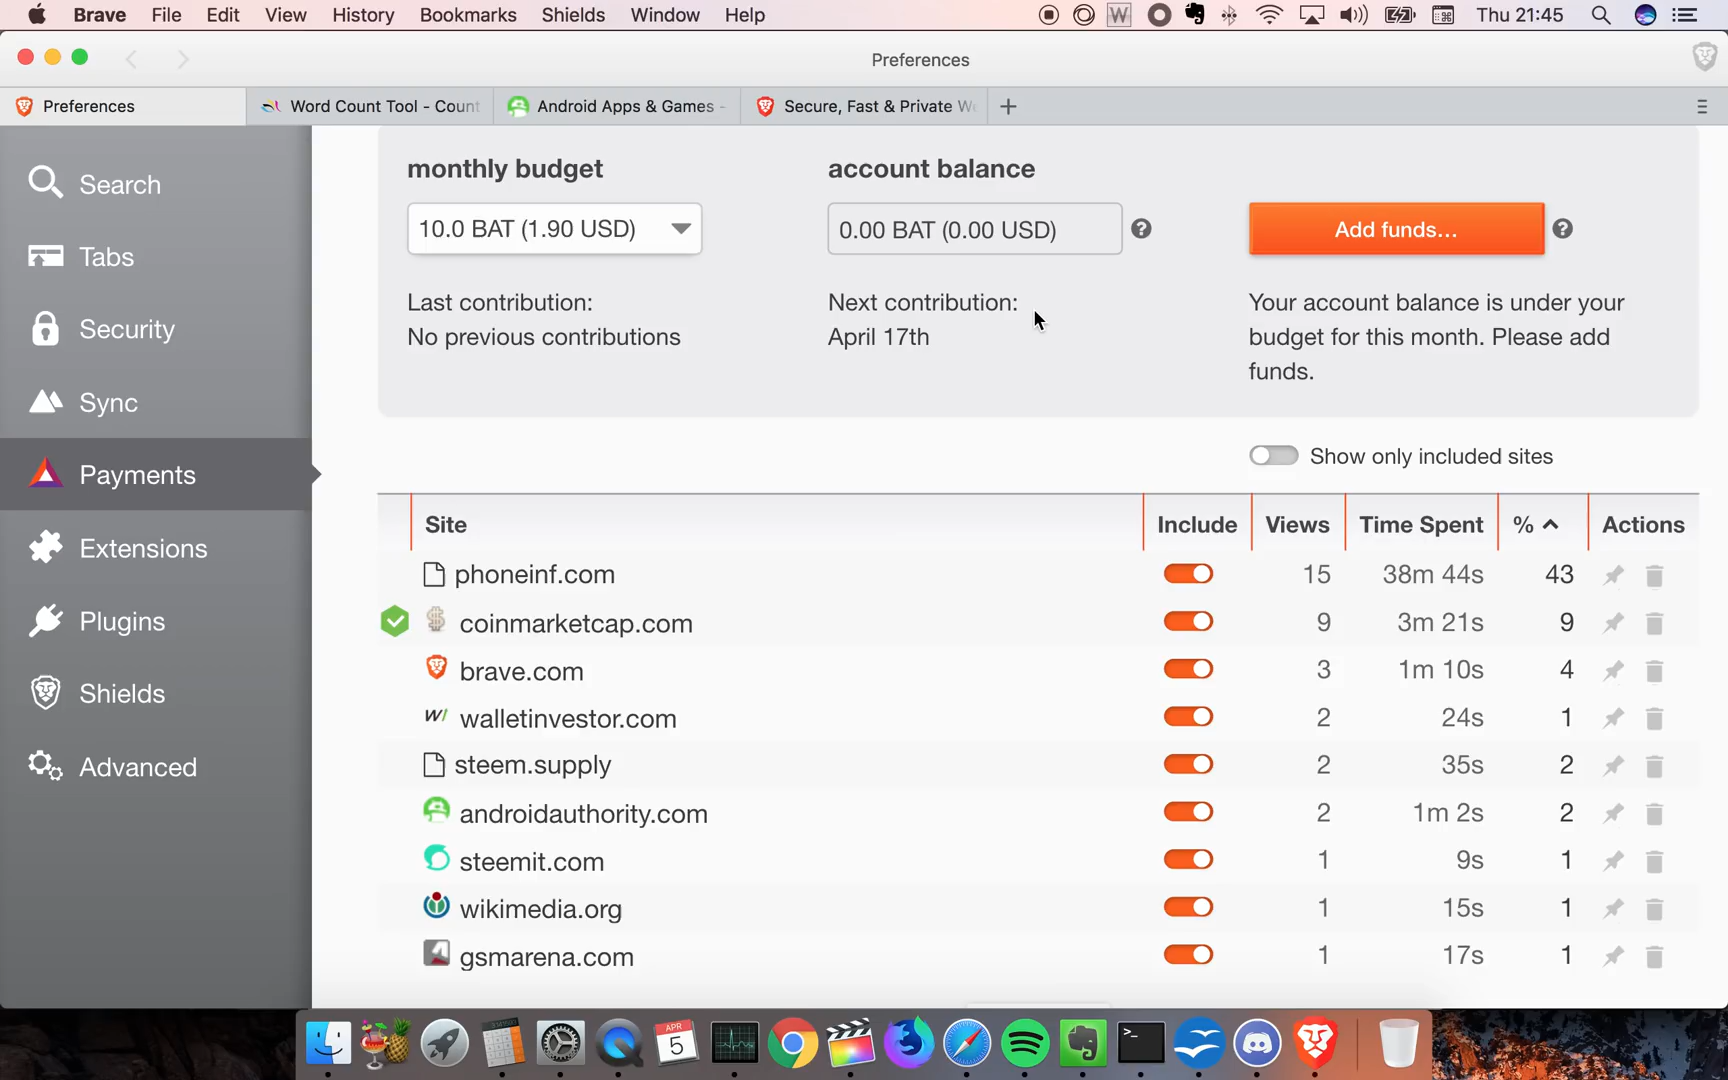 Brave File Edit View History Bookmarks Shields Window Help W Thu 21:45
Preferences
Preferences Word Count Tool - Count Android Apps & Games - Secure, Fast & Private We +
Search
Tabs
Security
Sync
Payments
Extensions
Plugins
Shields
Advanced
monthly budget account balance
10.0 BAT (1.90 USD) 0.00 BAT (0.00 USD) ? Add funds... ?
Last contribution: Next contribution: Your account balance is under your
No previous contributions April 17th budget for this month. Please add
funds.
Show only included sites
Site Include Views Time Spent % Actions
phoneinf.com 15 38m 44s 43
$ coinmarketcap.com 9 3m 21s 9
brave.com 3 1m 10s 4
W/ walletinvestor.com 2 24s 1
steem.supply 2 35s 2
androidauthority.com 2 1m 2s 2
steemit.com 1 9s 1
wikimedia.org 1 15s 1
gsmarena.com 1 17s 1
APR
5
>_